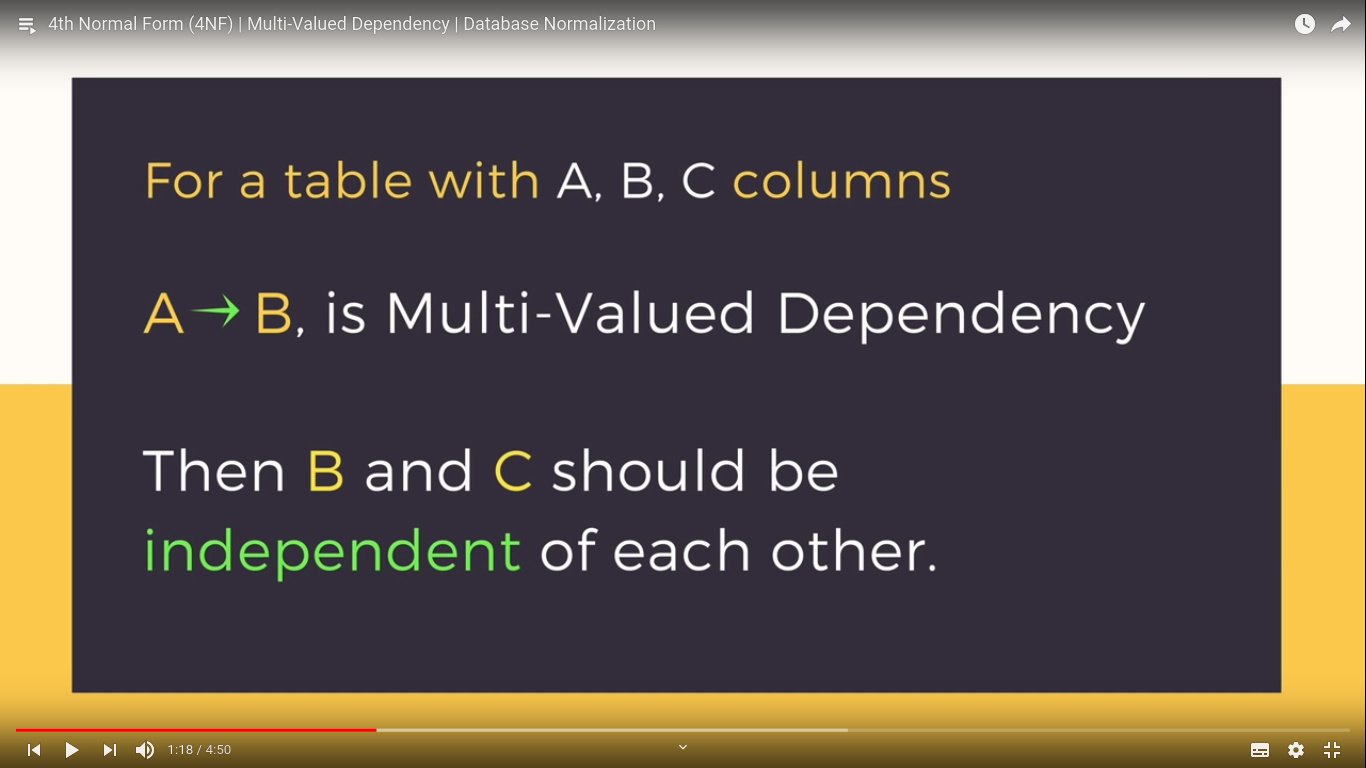 4th Normal Form (4NF) | Multi-Valued Dependency | Database Normalization
For a table with A, B, C columns
A → B, is Multi-Valued Dependency
Then B and C should be
independent of each other.
1:18 / 4:50